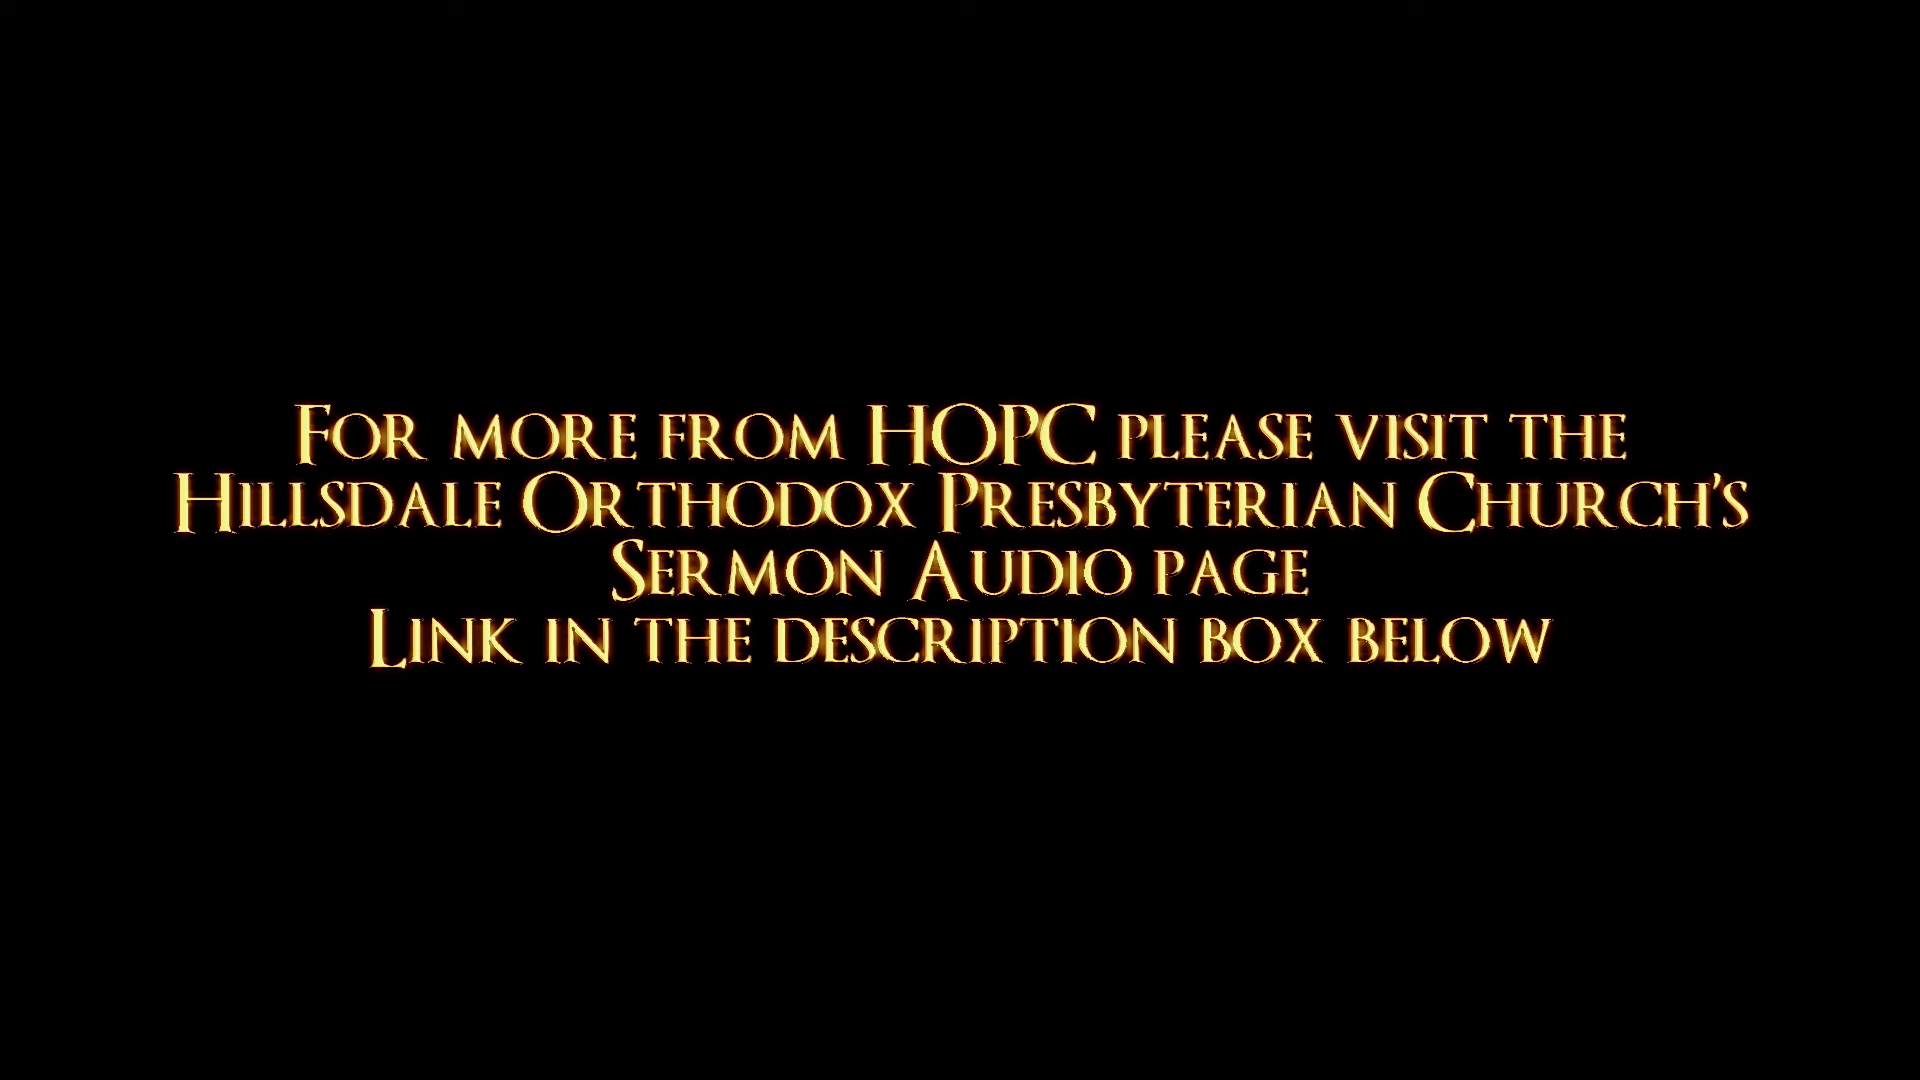 For more from HOPC please visit the
Hillsdale Orthodox Presbyterian Church's
Sermon Audio page
Link in the description box below